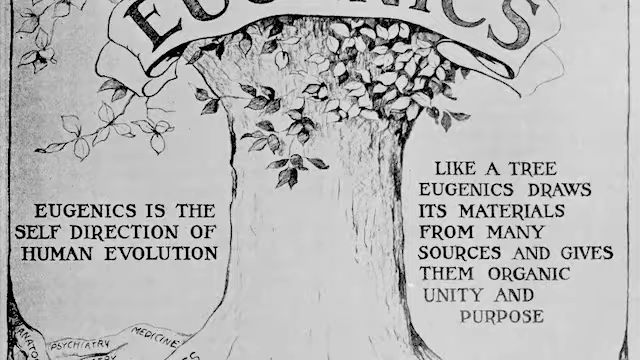 EUGENICS
EUGENICS IS THE
SELF DIRECTION OF
HUMAN EVOLUTION
LIKE A TREE
EUGENICS DRAWS
ITS MATERIALS
FROM MANY
SOURCES AND GIVES
THEM ORGANIC
UNITY AND
PURPOSE
PSYCHIATRY
MEDICINE